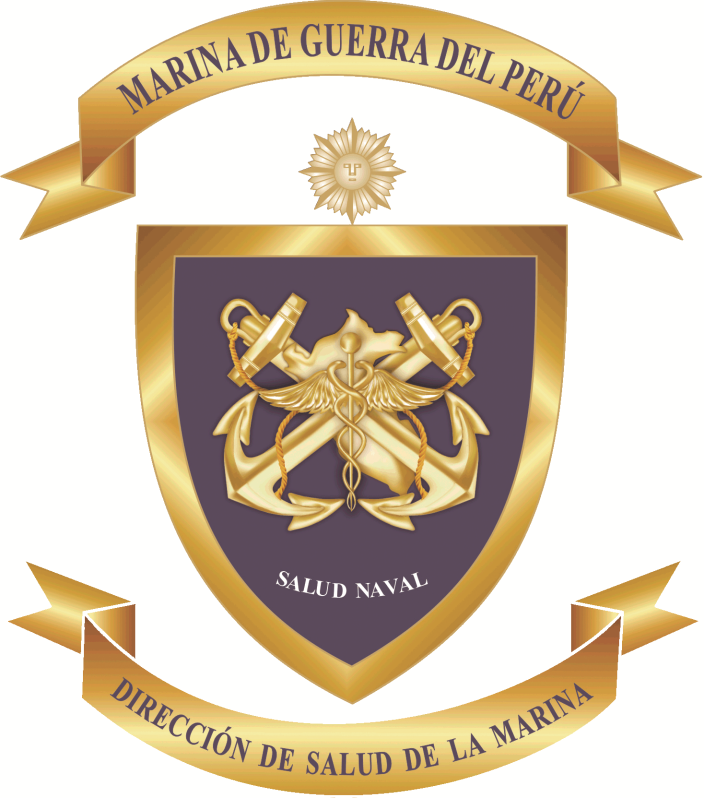 MARINA DE GUERRA DEL PERÚ
SALUD NAVAL
DIRECCIÓN DE SALUD DE LA MARINA